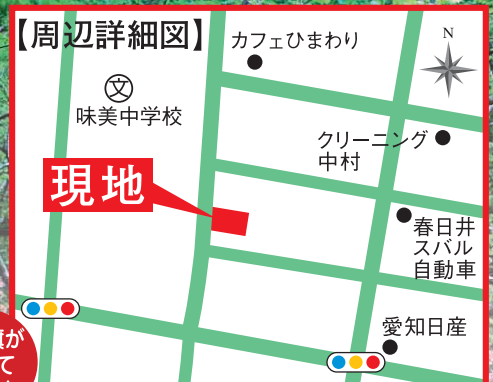 【周辺詳細図】
カフェひまわり
N
文
味美中学校
クリーニング
中村
現地
春日井
スバル
自動車
愛知日産
が
て